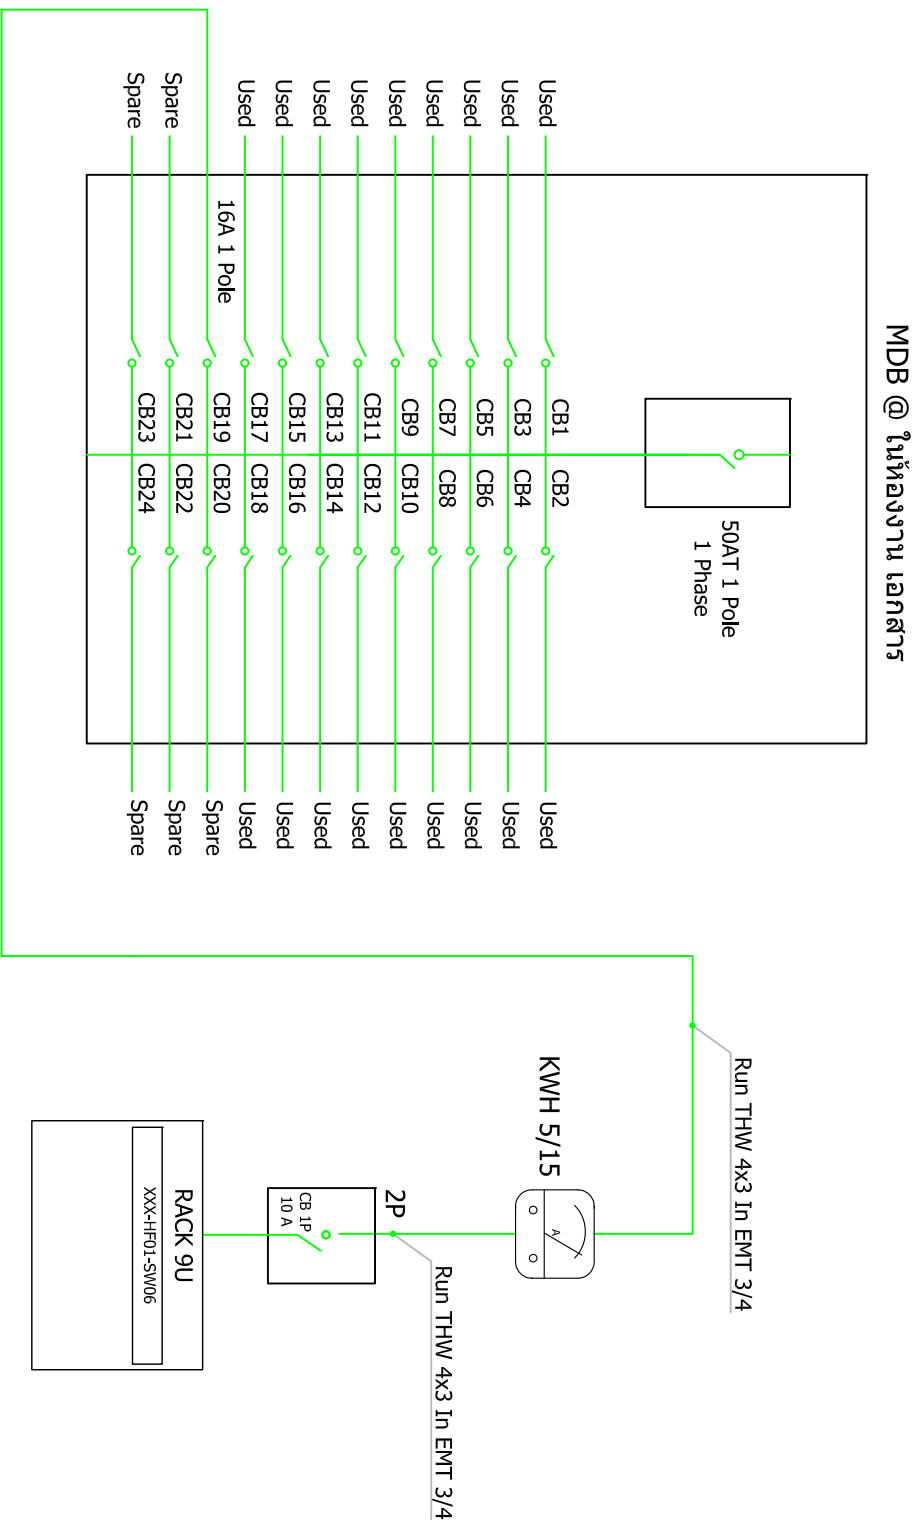 MDB @ ในห้องงาน เอกสาร
50AT 1 Pole
1 Phase
Used
CB1
CB2
Used
Used
CB3
CB4
Used
Used
CB5
CB6
Used
Used
CB7
CB8
Used
Used
CB9
CB10
Used
Used
CB11
CB12
Used
Used
CB13
CB14
Used
Used
CB15
CB16
Used
Used
CB17
CB18
Used
16A 1 Pole
CB19
CB20
Spare
Spare
CB21
CB22
Spare
Spare
CB23
CB24
Spare
Run THW 4x3 In EMT 3/4
KWH 5/15
A
Run THW 4x3 In EMT 3/4
2P
CB 1P
10 A
RACK 9U
XXX-HF01-SW06